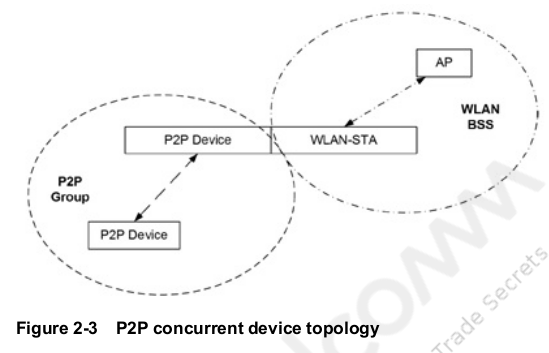 AP
WLAN
BSS
P2P Device
WLAN-STA
P2P
Group
P2P Device
Figure 2-3 P2P concurrent device topology
Trade Secrets